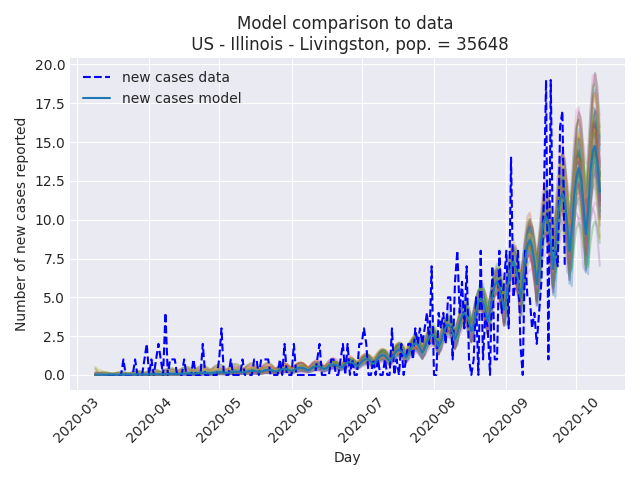 Model comparison to data
US - Illinois - Livingston, pop. = 35648
new cases data
new cases model
Number of new cases reported
20.0
17.5
15.0
12.5
10.0
7.5
5.0
2.5
0.0
2020-03
2020-04
2020-05
2020-06
2020-07
2020-08
2020-09
2020-10
Day